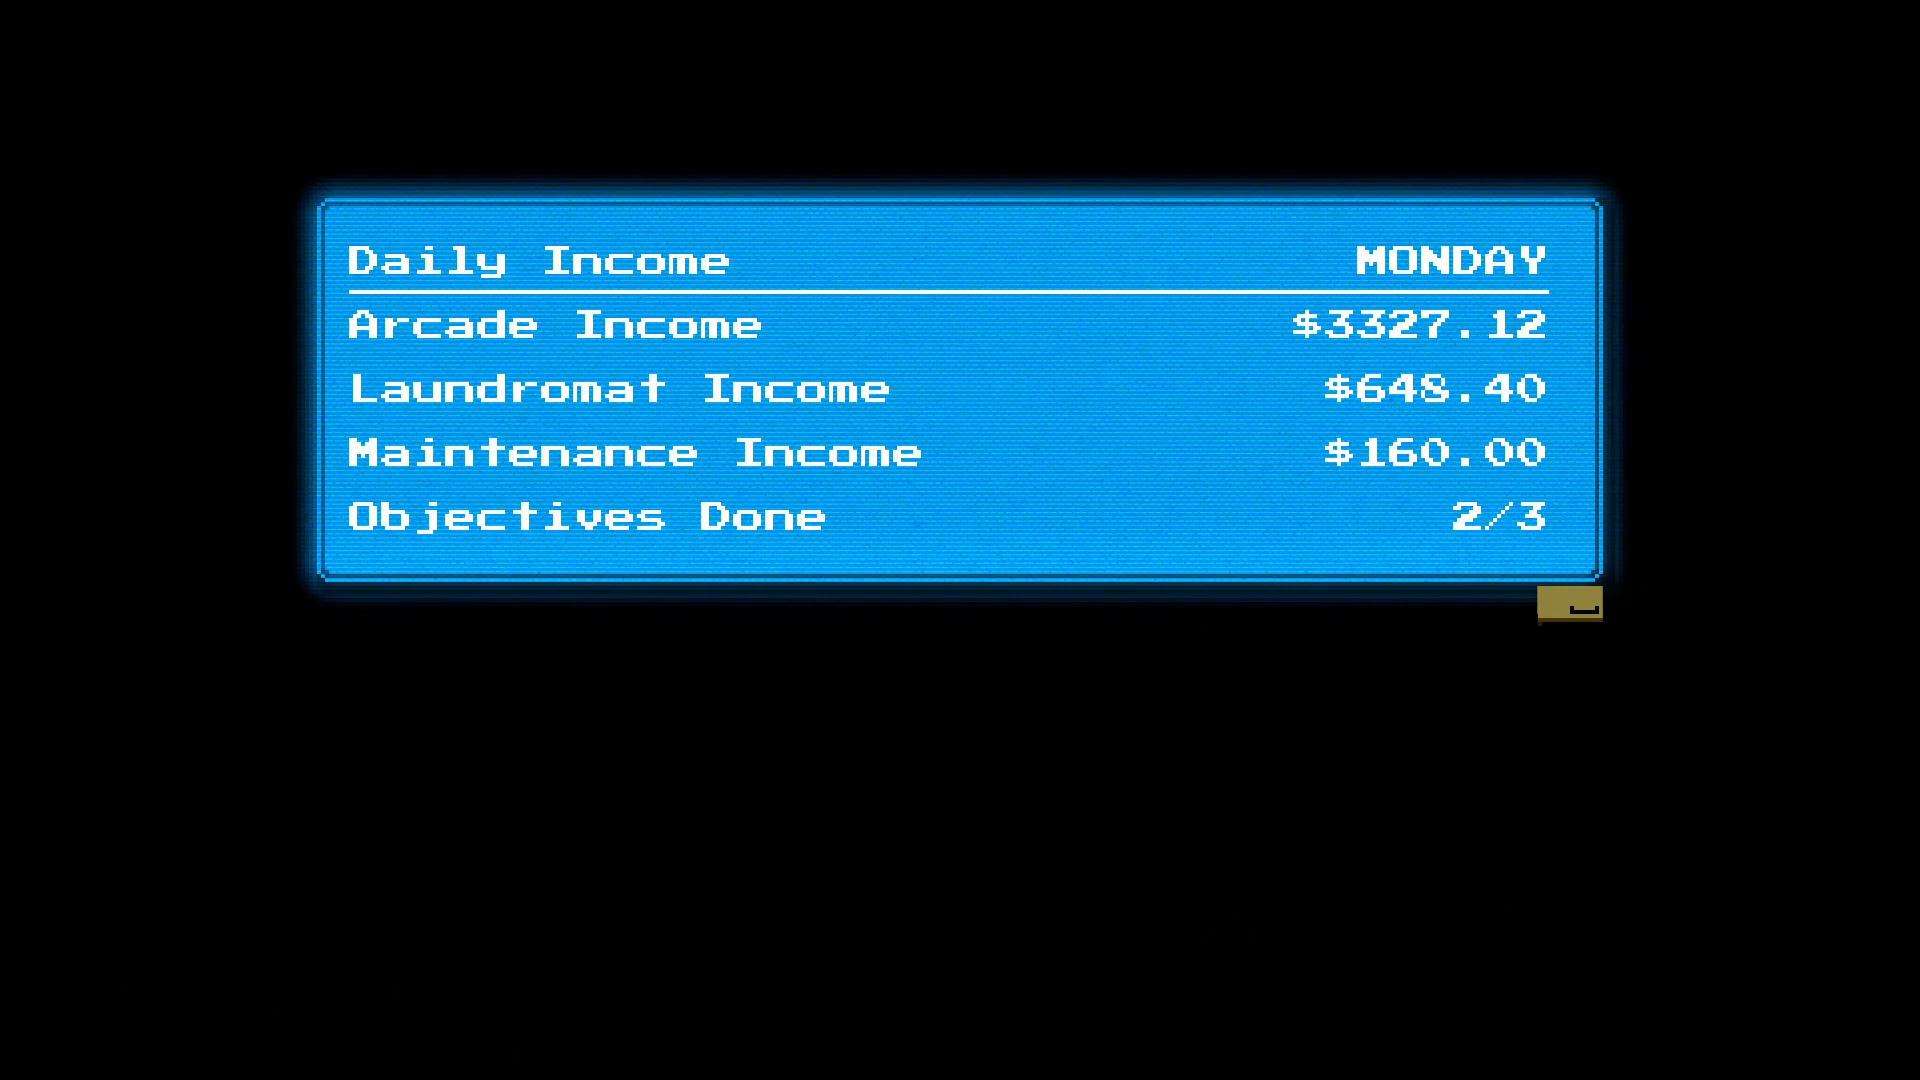 Daily Income MONDAY
Arcade Income $3327.12
Laundromat Income $648.40
Maintenance Income $160.00
Objectives Done 2/3